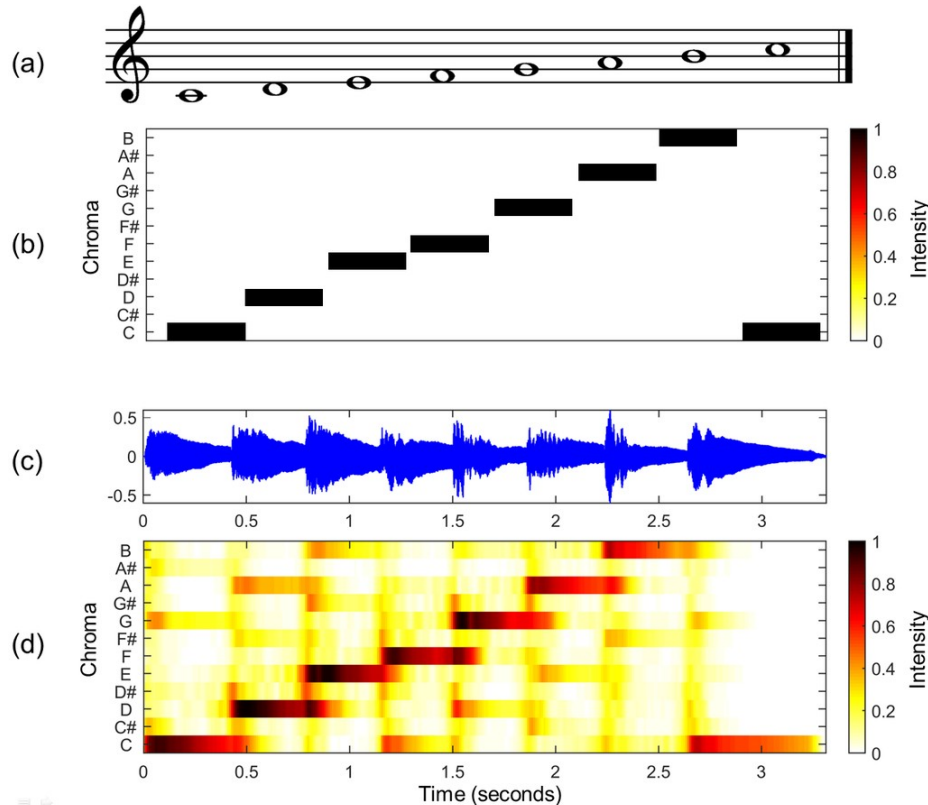 (a)
B
A#
A
G#
G
F#
F
E
D#
D
C#
C
Chroma
(b)
1
0.8
0.6
0.4
0.2
0
Intensity
(c)
0.5
0
-0.5
0 0.5 1 1.5 2 2.5 3
(d)
Chroma
B
A#
A
G#
G
F#
F
E
D#
D
C#
C
0 0.5 1 1.5 2 2.5 3
Time (seconds)
1
0.8
0.6
0.4
0.2
0
Intensity